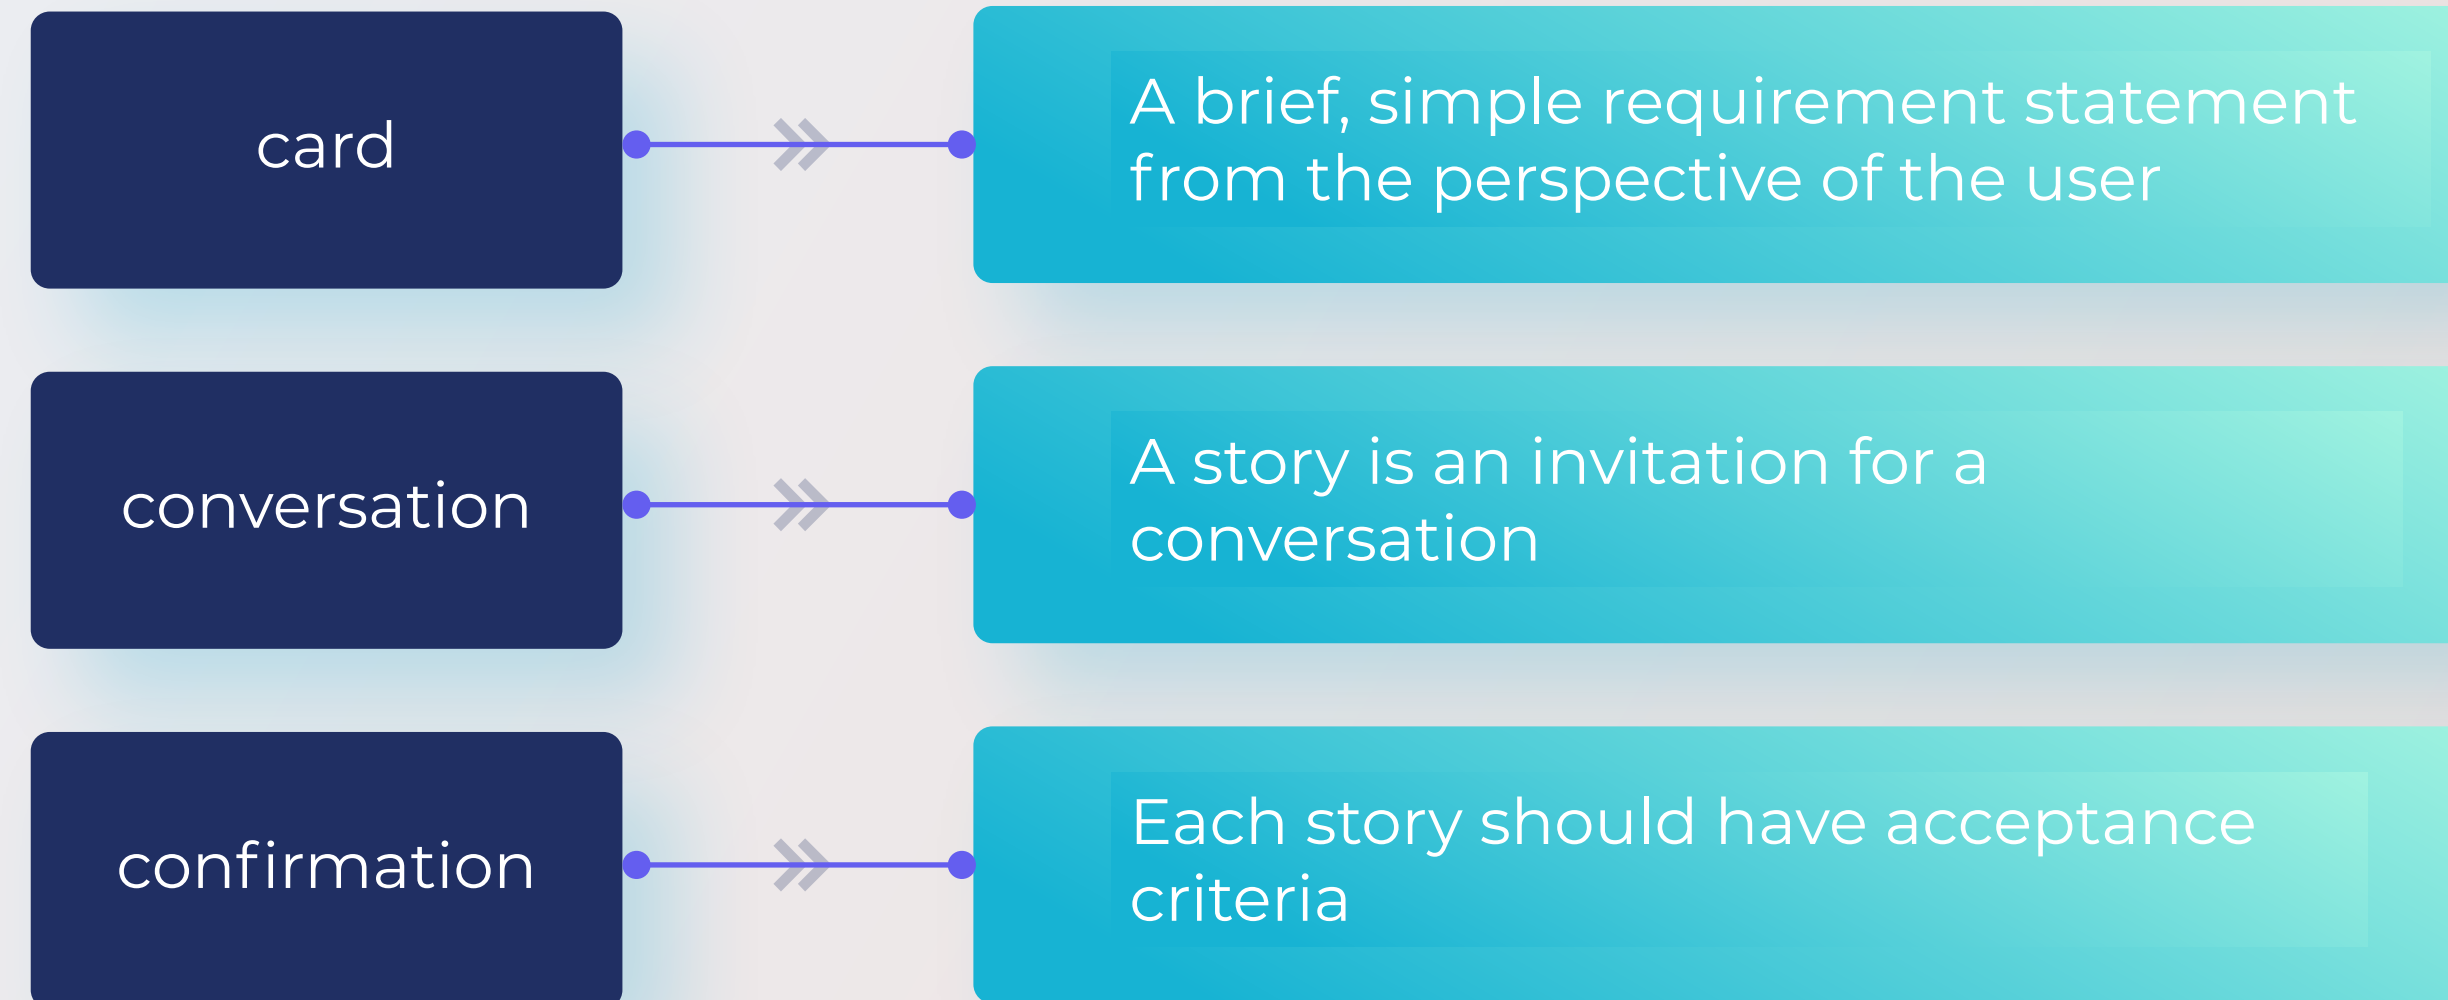 card
A brief, simple requirement statement
from the perspective of the user
conversation
A story is an invitation for a
conversation
confirmation
Each story should have acceptance
criteria